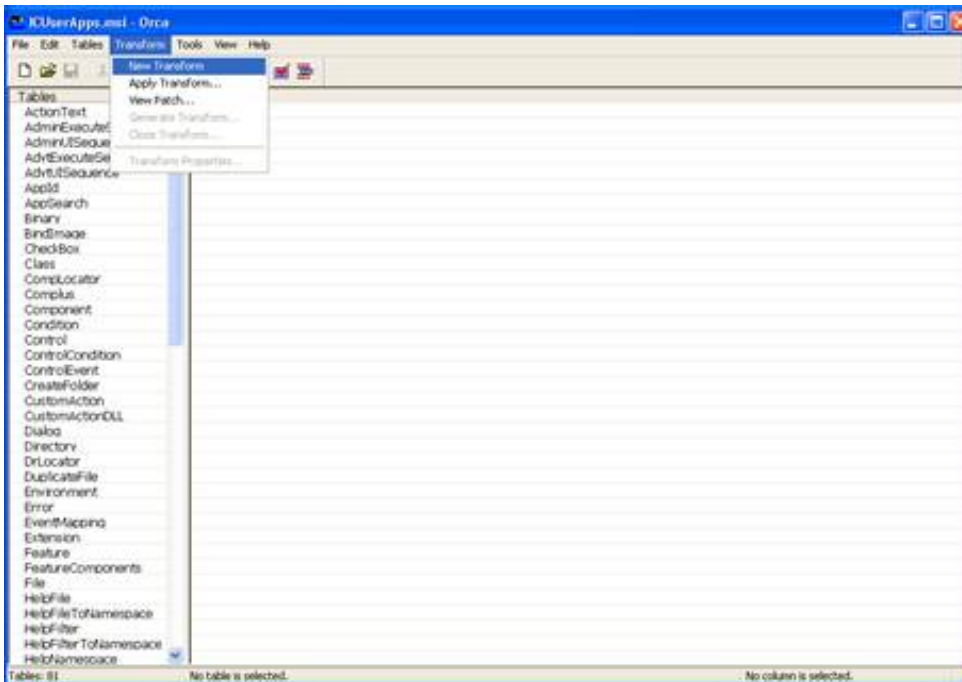 ICUserApps.msi - Orca
File Edit Tables Transform Tools View Help
New Transform
Apply Transform...
View Patch...
Generate Transform...
Close Transform...
Transform Properties...
Tables
ActionText
AdminExecuteS
AdminUISeque
AdvtExecuteSe
AdvtUISequence
AppId
AppSearch
Binary
BindImage
CheckBox
Class
CompLocator
Complus
Component
Condition
Control
ControlCondition
ControlEvent
CreateFolder
CustomAction
CustomActionDLL
Dialog
Directory
DrLocator
DuplicateFile
Environment
Error
EventMapping
Extension
Feature
FeatureComponents
File
HelpFile
HelpFileToNamespace
HelpFilter
HelpFilterToNamespace
HelpNamespace
Tables: 81 No table is selected. No column is selected.